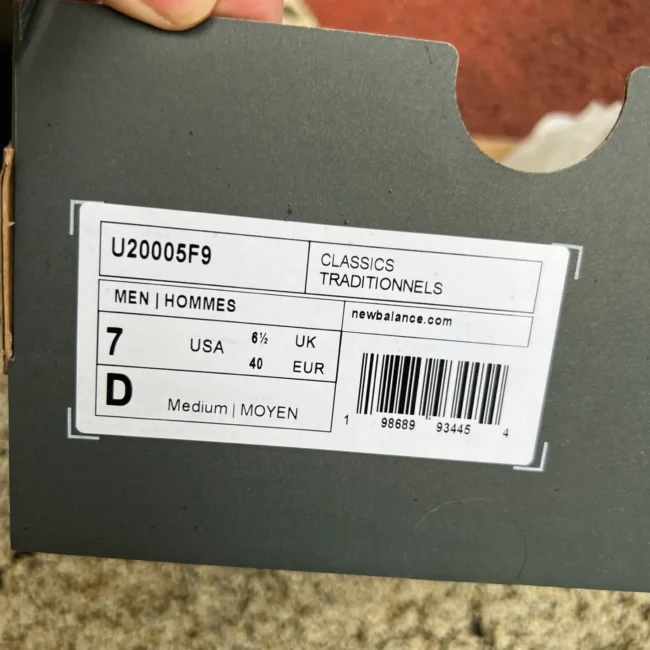 U20005F9
CLASSICS
TRADITIONNELS
MEN | HOMMES
newbalance.com
7 USA 6½ UK
40 EUR
D Medium | MOYEN
1 98689 93445 4